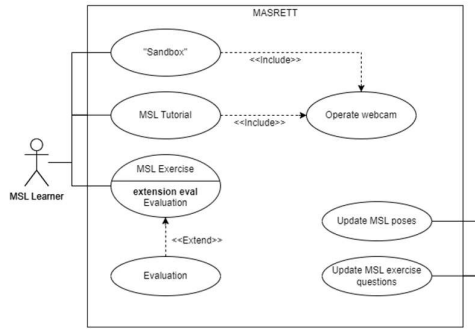 MASRETT
"Sandbox"
<<Include>>
MSL Tutorial
<<Include>>
Operate webcam
MSL Learner
MSL Exercise
extension eval
Evaluation
<<Extend>>
Evaluation
Update MSL poses
Update MSL exercise
questions